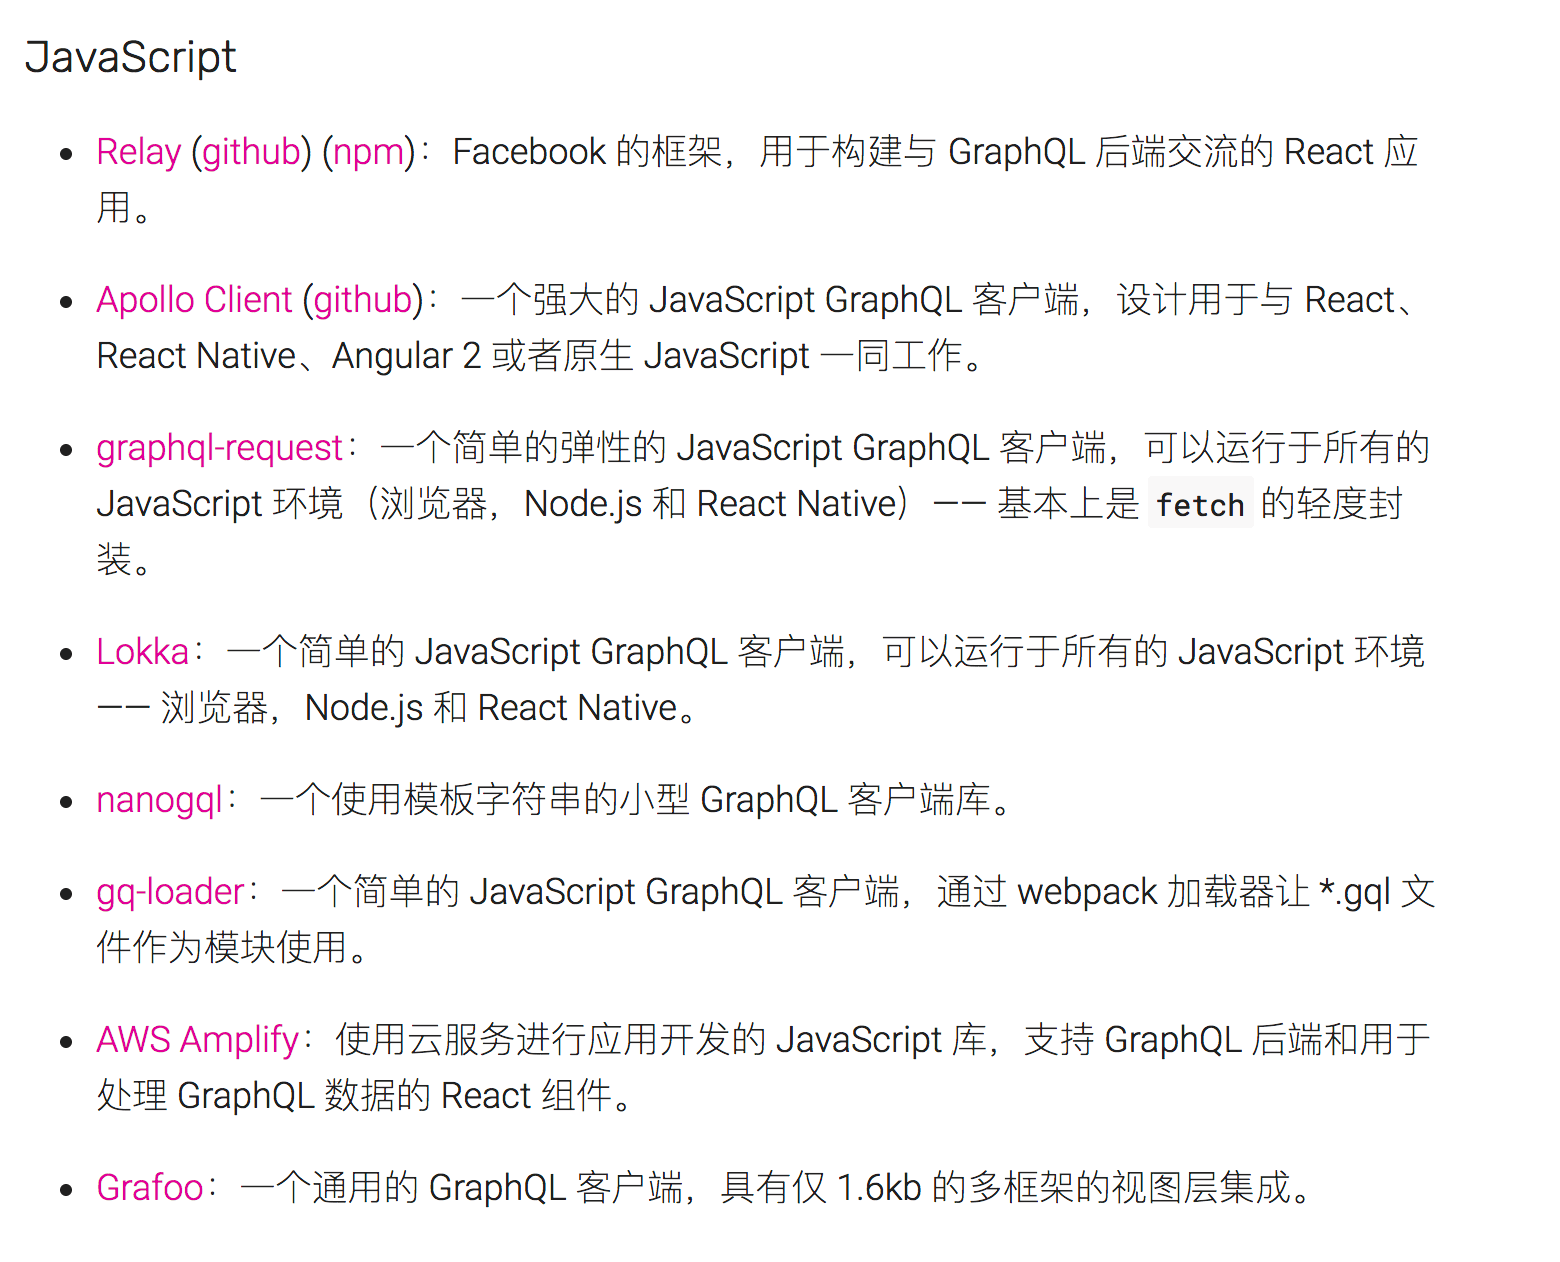 JavaScript
Relay (github) (npm)：Facebook 的框架，用于构建与 GraphQL 后端交流的 React 应
用。
Apollo Client (github)：一个强大的 JavaScript GraphQL 客户端，设计用于与 React、
React Native、Angular 2 或者原生 JavaScript 一同工作。
graphql-request：一个简单的弹性的 JavaScript GraphQL 客户端，可以运行于所有的
JavaScript 环境（浏览器，Node.js 和 React Native）—— 基本上是 fetch 的轻度封
装。
Lokka：一个简单的 JavaScript GraphQL 客户端，可以运行于所有的 JavaScript 环境
—— 浏览器，Node.js 和 React Native。
nanogql：一个使用模板字符串的小型 GraphQL 客户端库。
gq-loader：一个简单的 JavaScript GraphQL 客户端，通过 webpack 加载器让 *.gql 文
件作为模块使用。
AWS Amplify：使用云服务进行应用开发的 JavaScript 库，支持 GraphQL 后端和用于
处理 GraphQL 数据的 React 组件。
Grafoo：一个通用的 GraphQL 客户端，具有仅 1.6kb 的多框架的视图层集成。